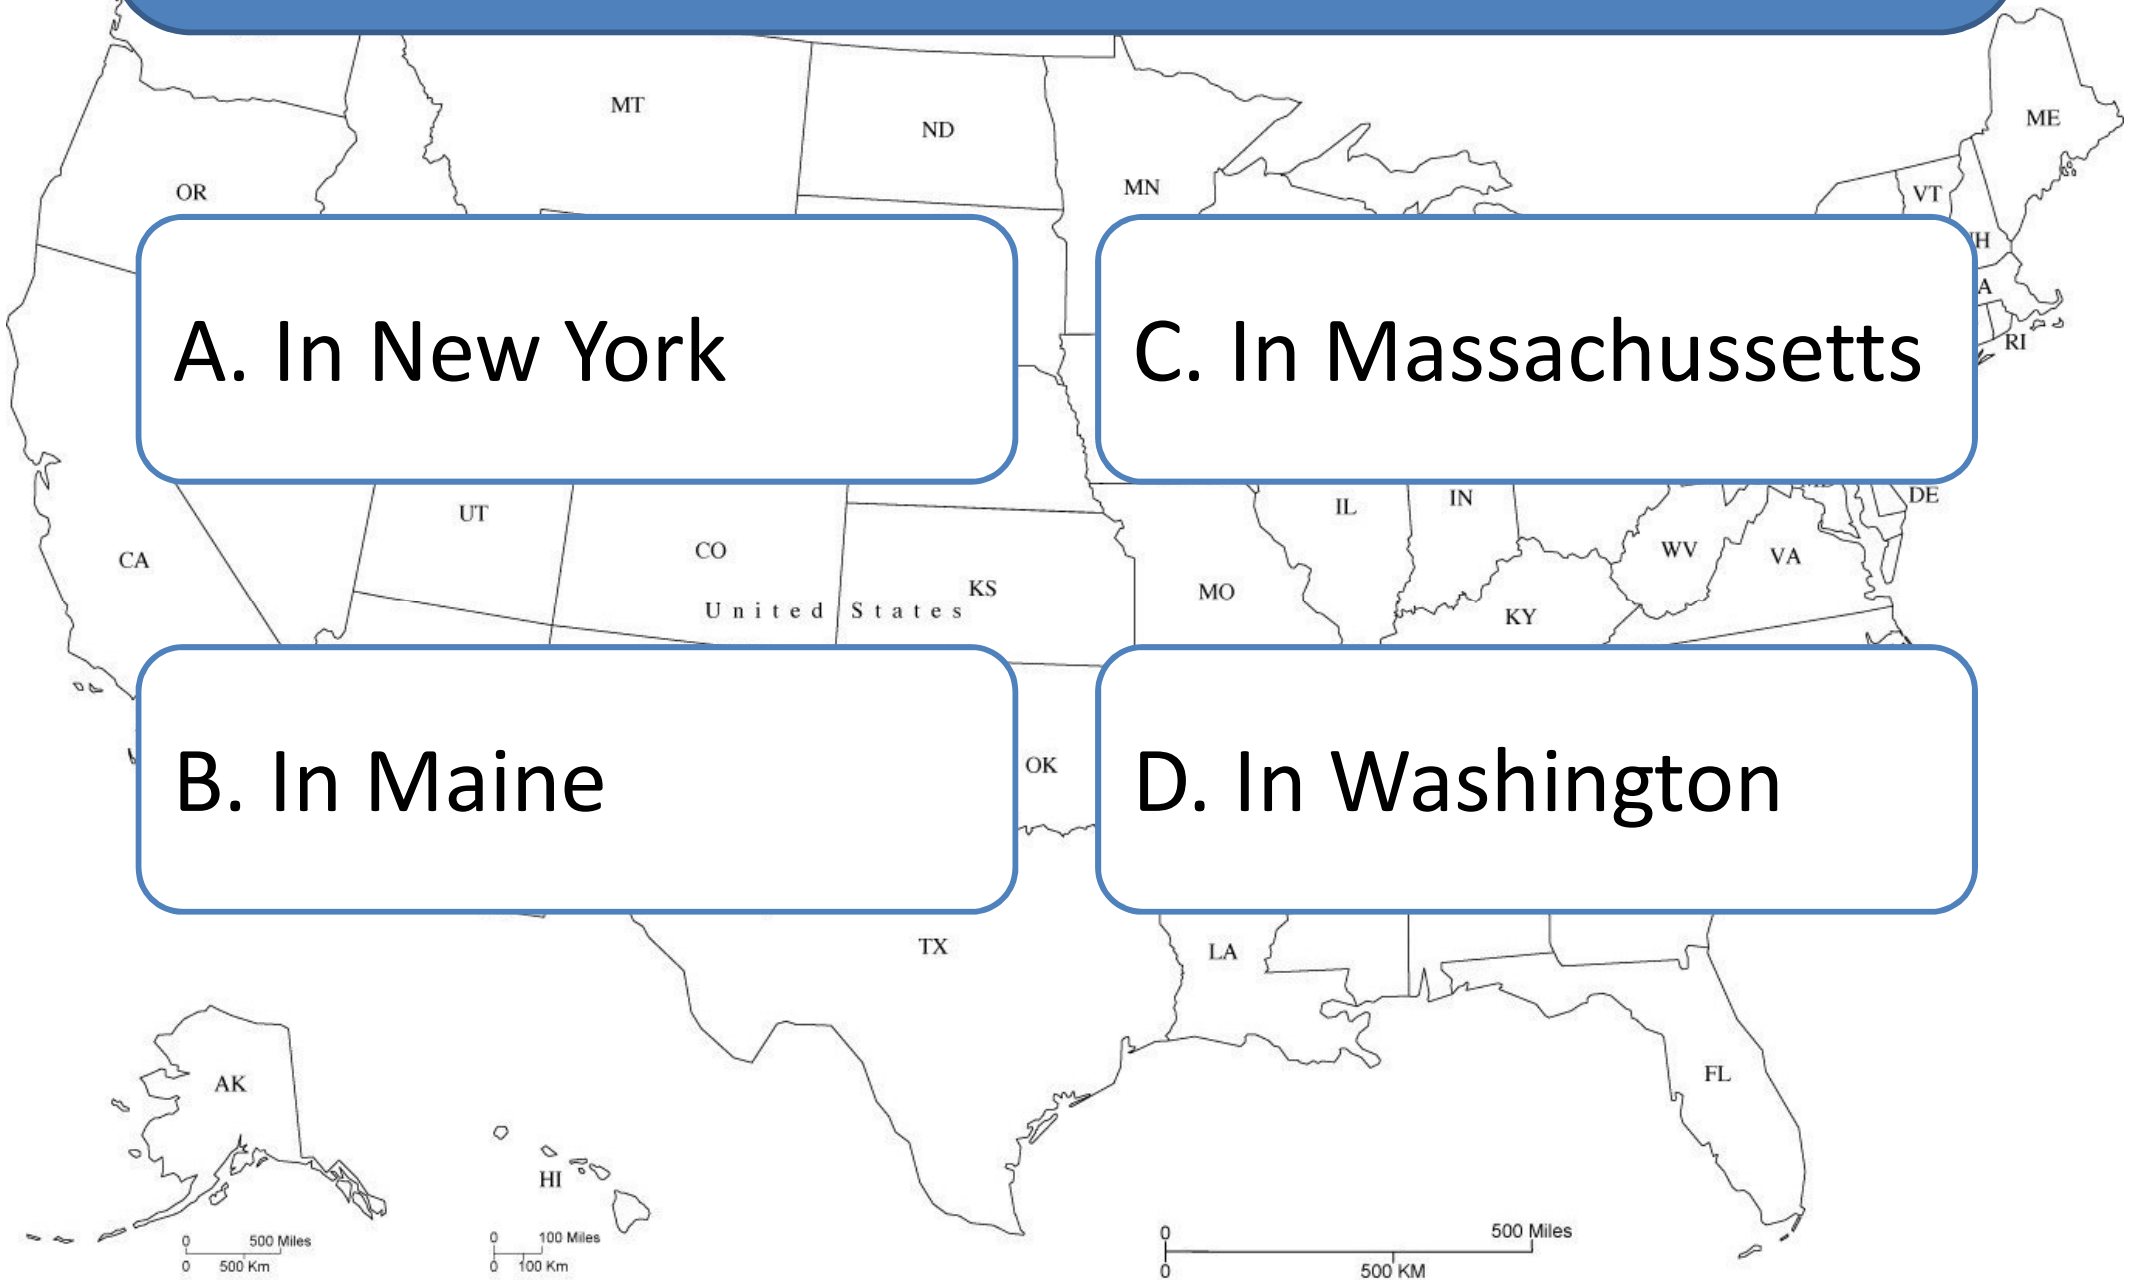 MT
ND
ME
MN
OR
VT
A. In New York
C. In Massachussetts
RI
UT
IL
IN
DE
CA
CO
WV
VA
KS
MO
United States
KY
B. In Maine
OK
D. In Washington
TX
LA
AK
FL
HI
0 500 Miles
0 500 Km
0 100 Miles
0 100 Km
0 500 Miles
0 500 KM